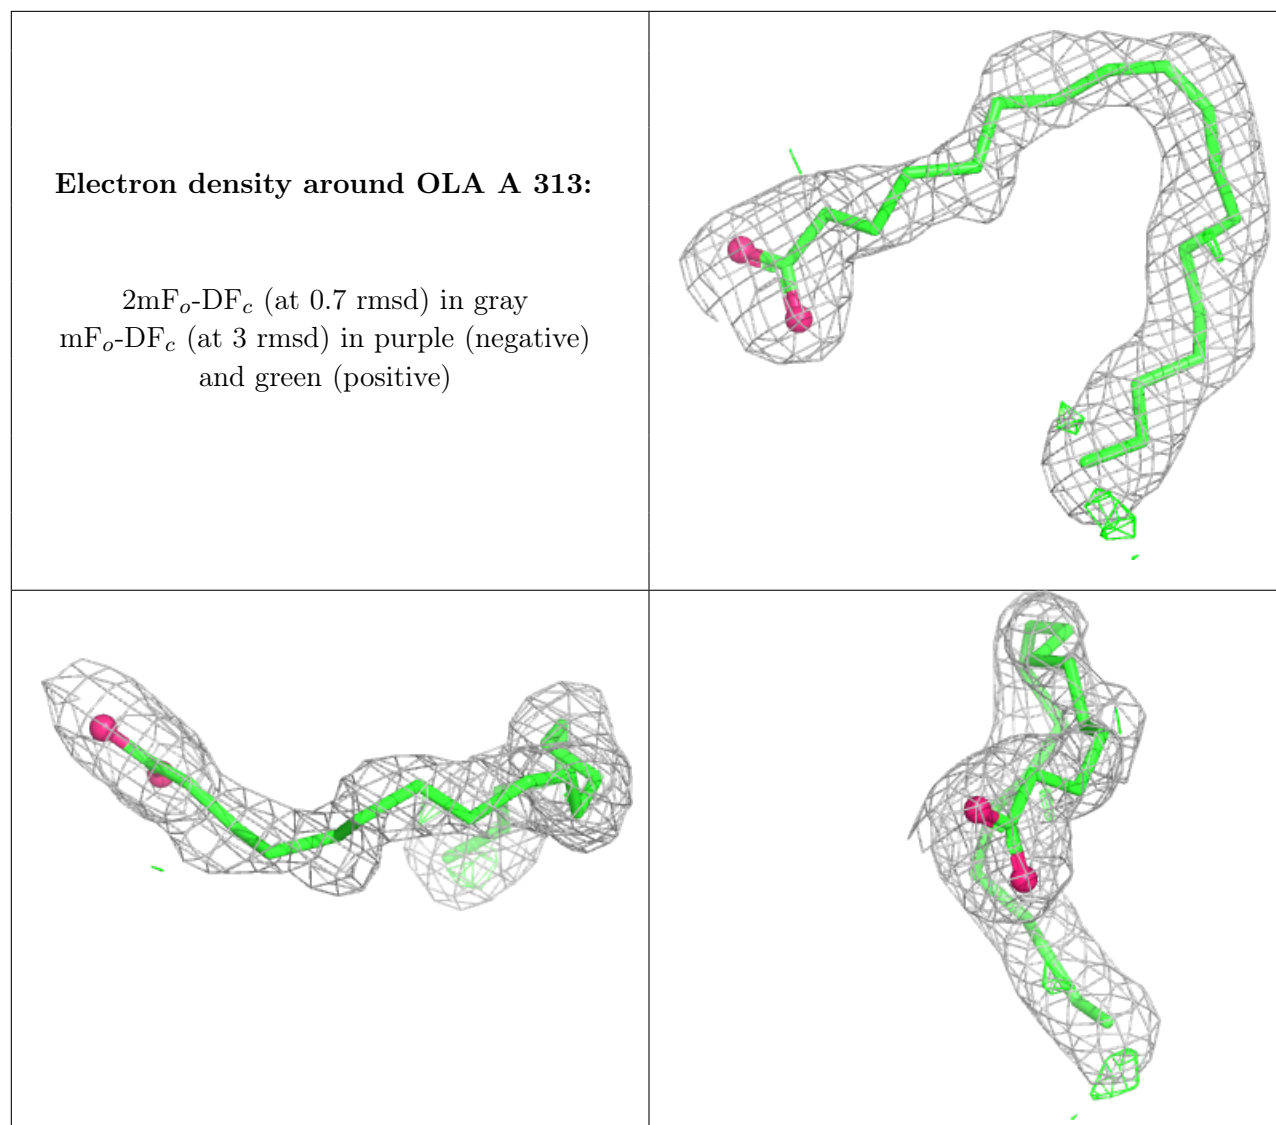 Electron density around OLA A 313:
2mFo-DFc (at 0.7 rmsd) in gray
mFo-DFc (at 3 rmsd) in purple (negative)
and green (positive)